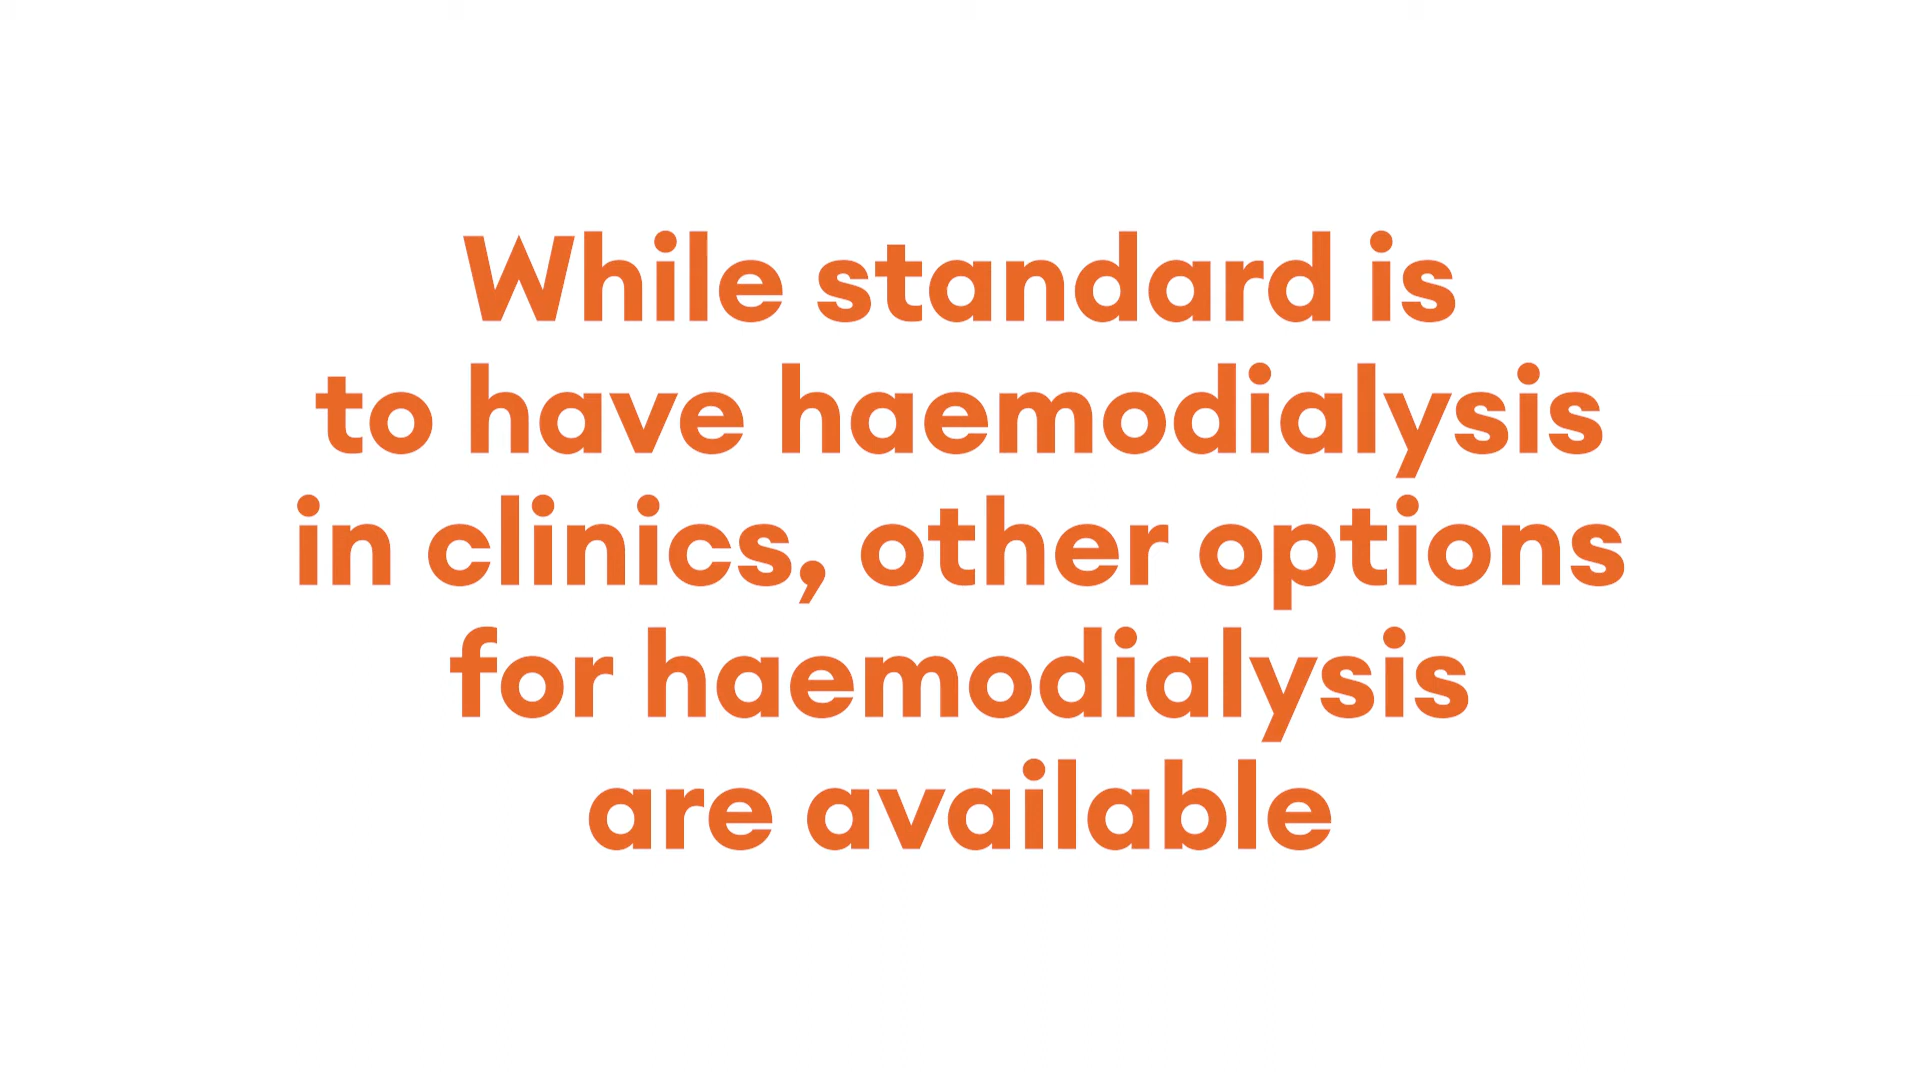 While standard is
to have haemodialysis
in clinics, other options
for haemodialysis
are available